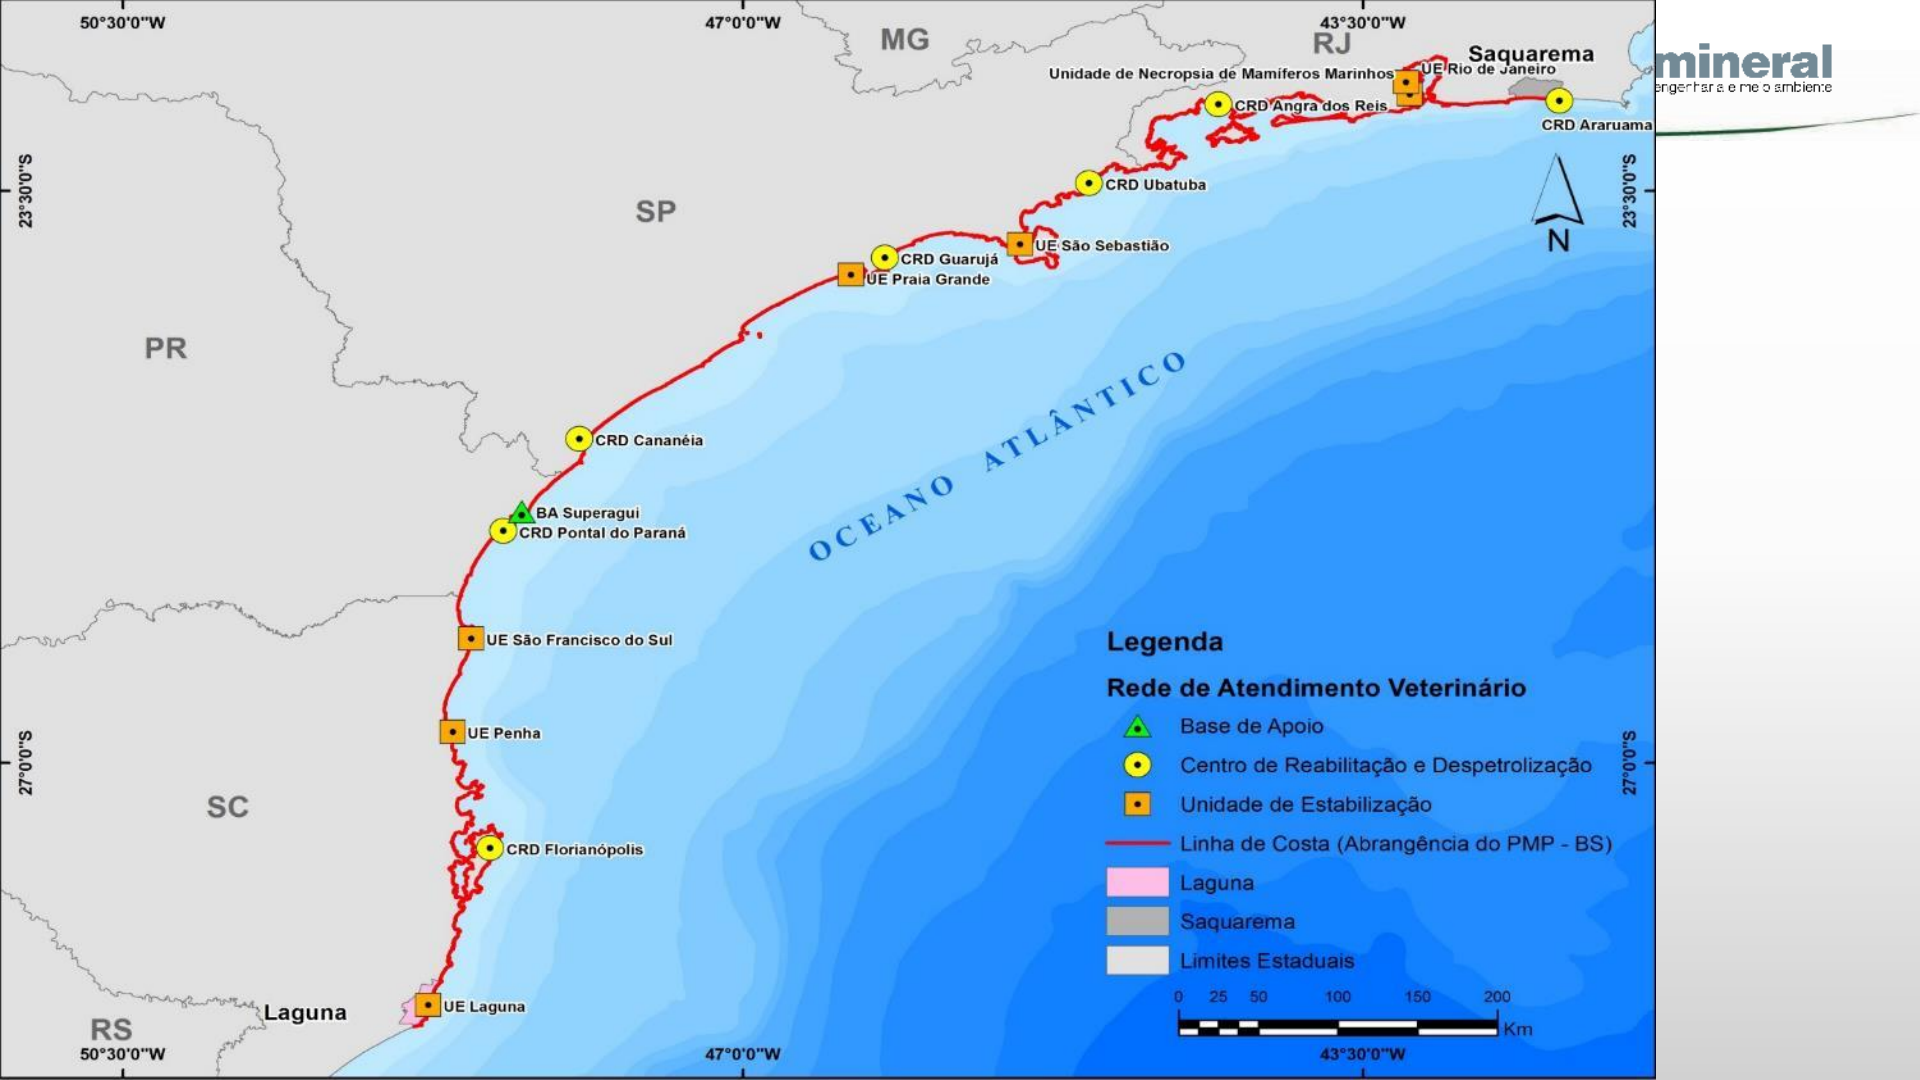 50°30'0"W
47°0'0"W
43°30'0"W
MG
RJ
Saquarema
mineral
engenharia e meio ambiente
Unidade de Necropsia de Mamíferos Marinhos
UE Rio de Janeiro
CRD Angra dos Reis
CRD Araruama
23°30'0"S
23°30'0"S
CRD Ubatuba
SP
N
UE São Sebastião
CRD Guarujá
UE Praia Grande
PR
OCEANO ATLÂNTICO
CRD Cananéia
BA Superagui
CRD Pontal do Paraná
UE São Francisco do Sul
UE Penha
27°0'0"S
27°0'0"S
SC
CRD Florianópolis
Legenda
Rede de Atendimento Veterinário
Base de Apoio
Centro de Reabilitação e Despetrolização
Unidade de Estabilização
Linha de Costa (Abrangência do PMP - BS)
Laguna
Saquarema
Limites Estaduais
0 25 50 100 150 200
Km
Laguna
UE Laguna
RS
50°30'0"W
47°0'0"W
43°30'0"W